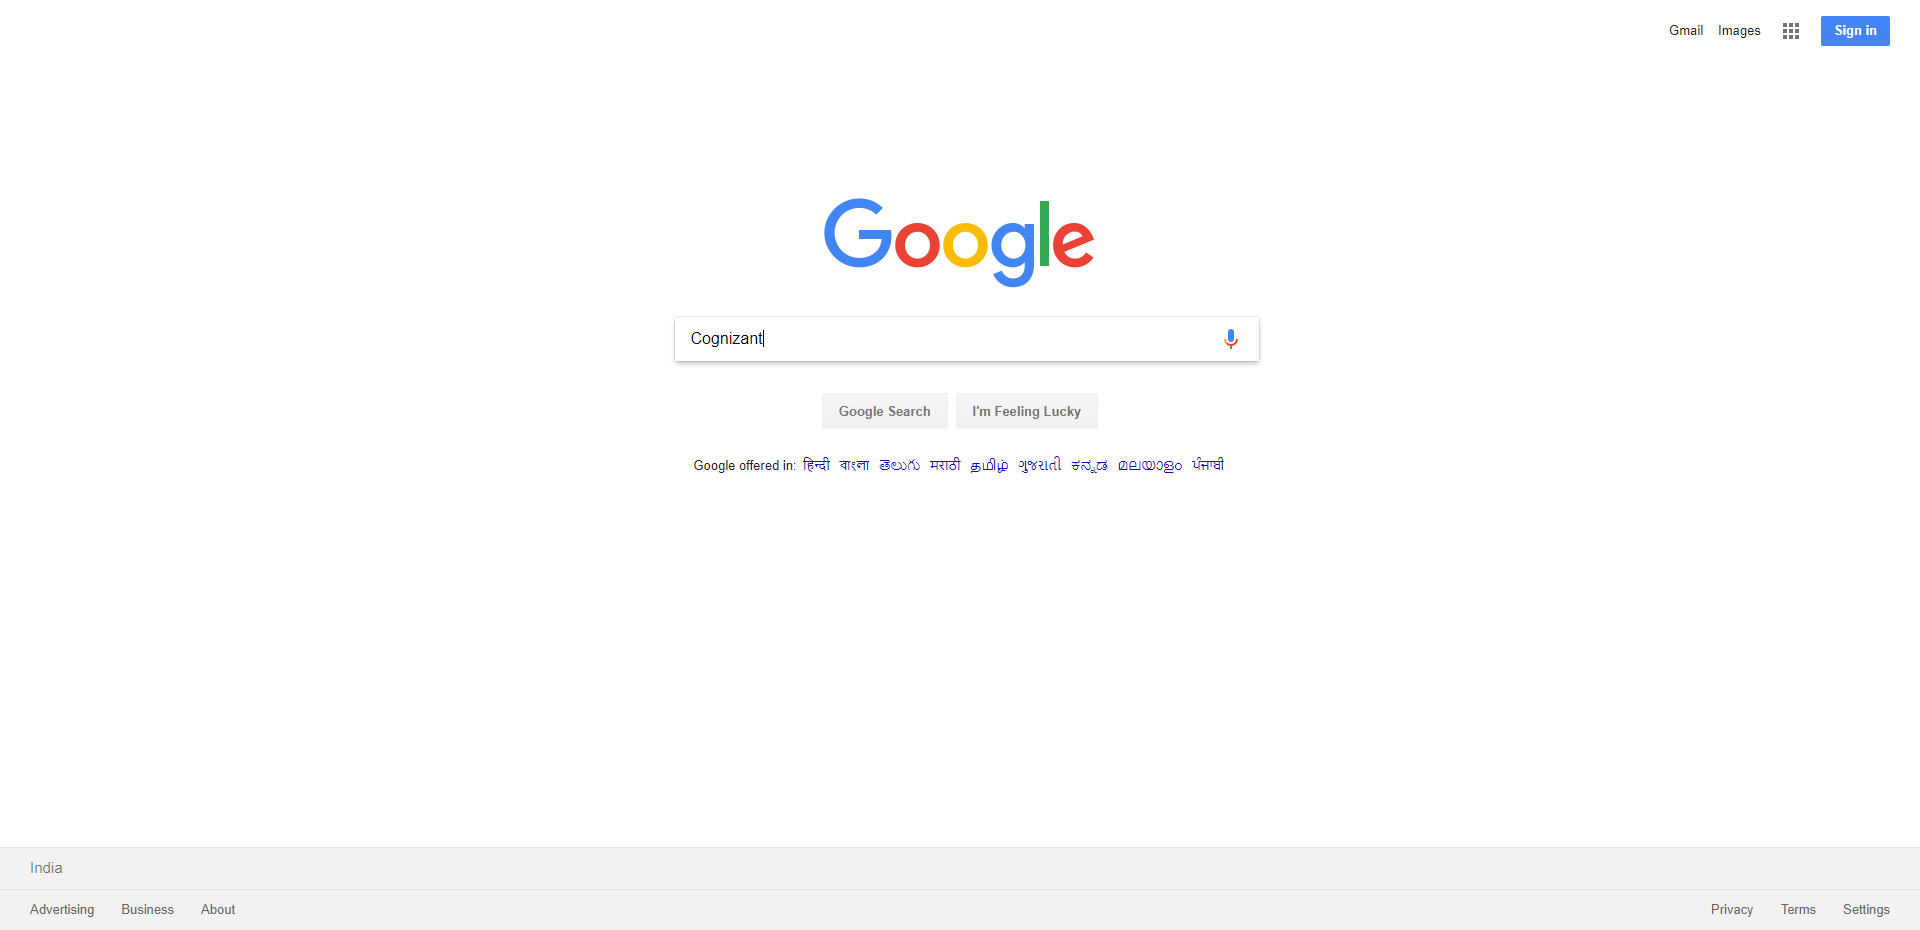 Gmail Images Sign in
Google
Cognizant
Google Search I'm Feeling Lucky
Google offered in: हिन्दी বাংলা తెలుగు मराठी தமிழ் ગુજરાતી ಕನ್ನಡ മലയാളം ਪੰਜਾਬੀ
India
Advertising Business About Privacy Terms Settings